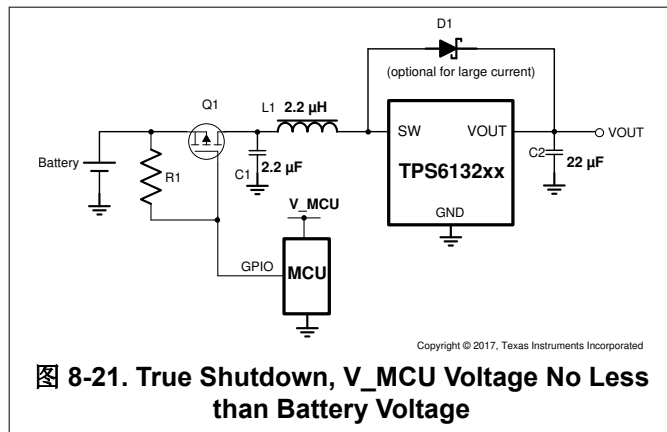 D1
(optional for large current)
Q1
L1 2.2 µH
SW VOUT
VOUT
Battery
R1
2.2 µF
C1
C2
22 µF
TPS6132xx
V_MCU
GND
GPIO
MCU
Copyright © 2017, Texas Instruments Incorporated
图 8-21. True Shutdown, V_MCU Voltage No Less
than Battery Voltage